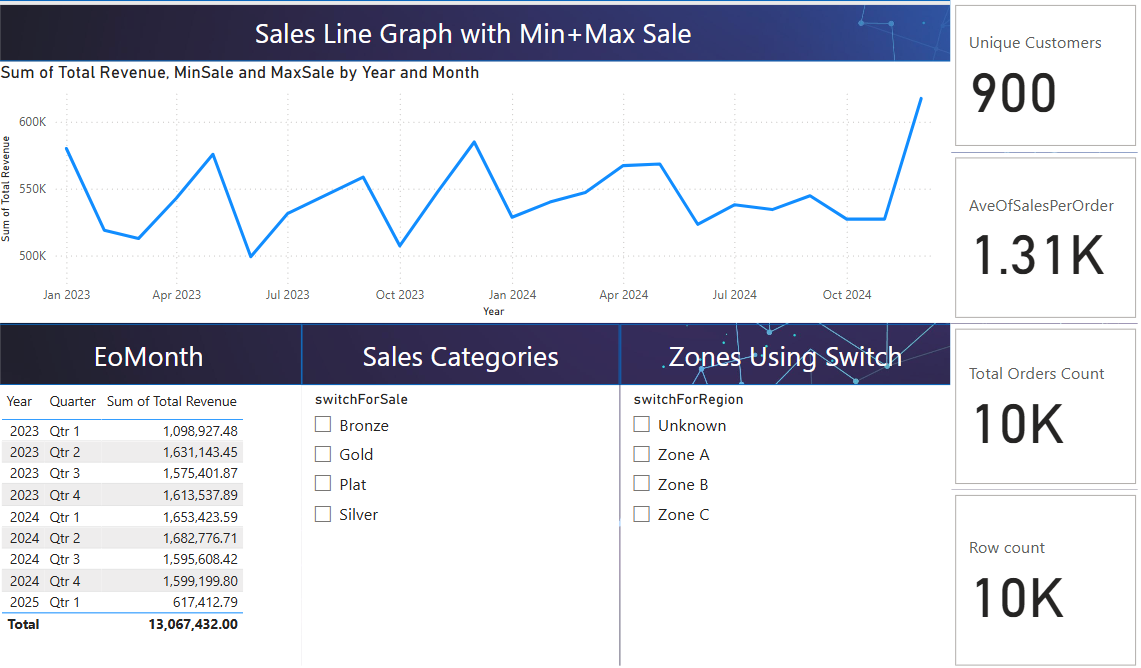 Sales Line Graph with Min+Max Sale
Sum of Total Revenue, MinSale and MaxSale by Year and Month
Sum of Total Revenue
600K
550K
500K
Jan 2023 Apr 2023 Jul 2023 Oct 2023 Jan 2024 Apr 2024 Jul 2024 Oct 2024
Year
Unique Customers
900
AveOfSalesPerOrder
1.31K
Total Orders Count
10K
Row count
10K
EoMonth
Year Quarter Sum of Total Revenue
2023 Qtr 1 1,098,927.48
2023 Qtr 2 1,631,143.45
2023 Qtr 3 1,575,401.87
2023 Qtr 4 1,613,537.89
2024 Qtr 1 1,653,423.59
2024 Qtr 2 1,682,776.71
2024 Qtr 3 1,595,608.42
2024 Qtr 4 1,599,199.80
2025 Qtr 1 617,412.79
Total 13,067,432.00
Sales Categories
switchForSale
Bronze
Gold
Plat
Silver
Zones Using Switch
switchForRegion
Unknown
Zone A
Zone B
Zone C